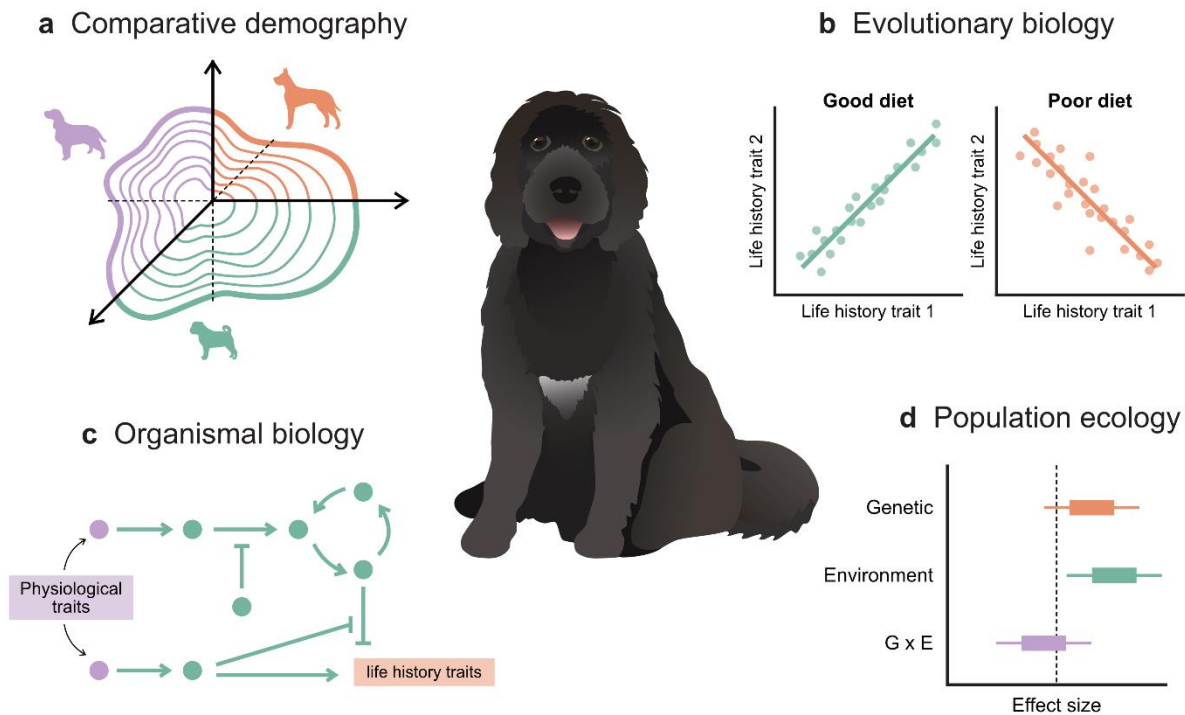 a Comparative demography
b Evolutionary biology
Good diet
Poor diet
Life history trait 2
Life history trait 2
Life history trait 1
Life history trait 1
c Organismal biology
Physiological
traits
life history traits
d Population ecology
Genetic
Environment
G x E
Effect size